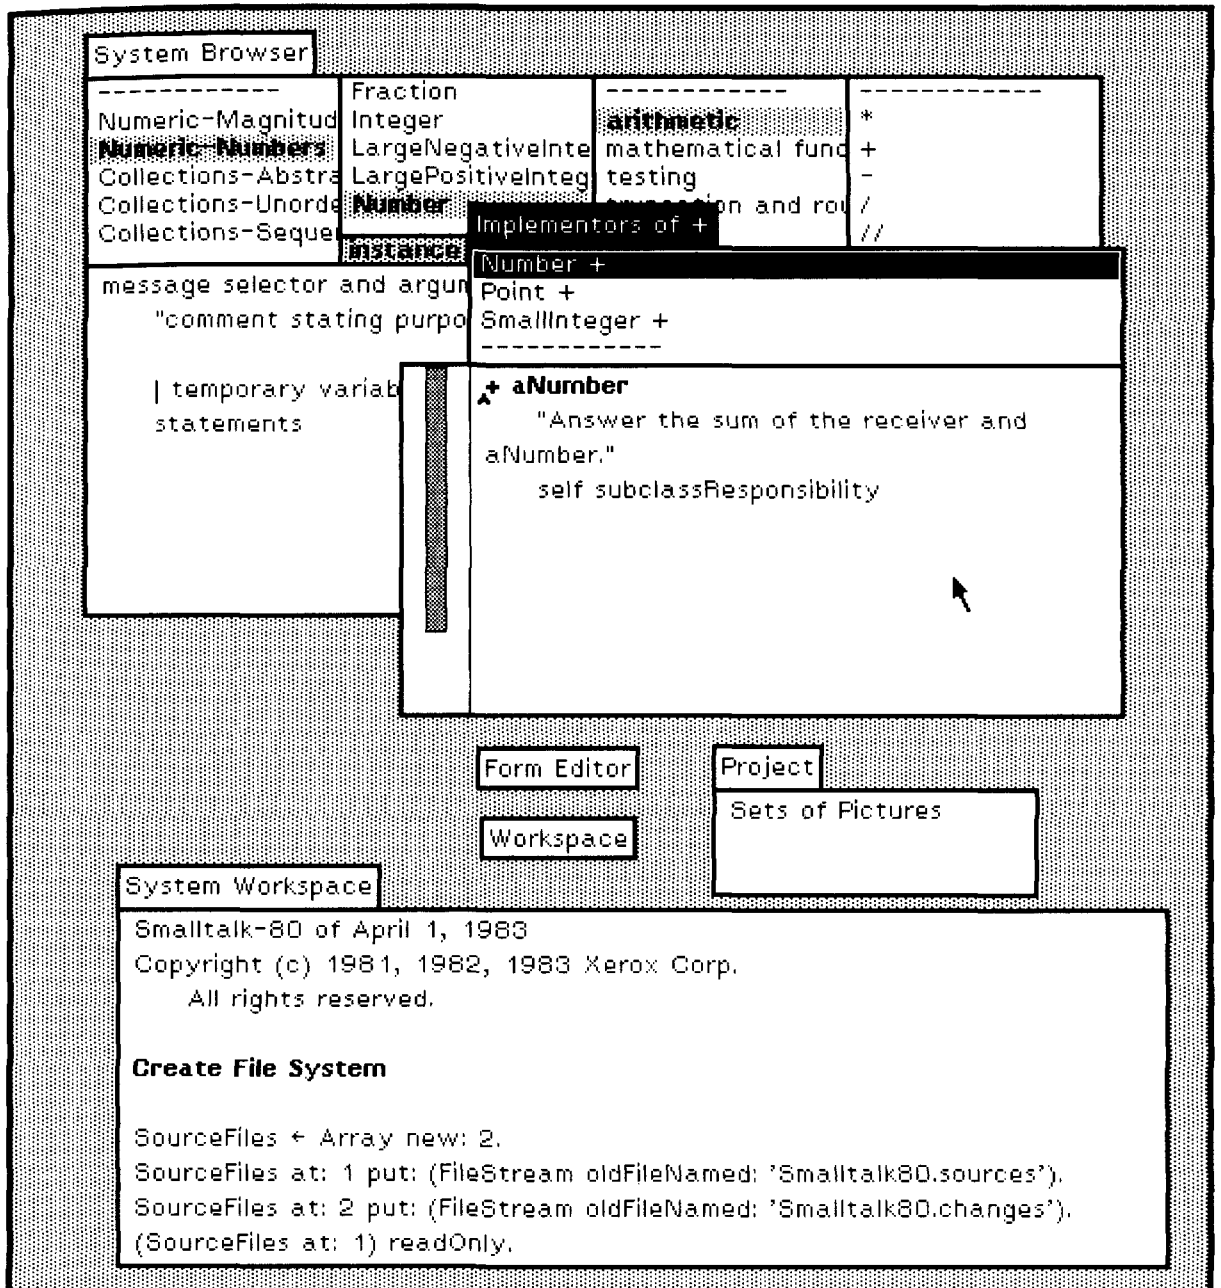 System Browser
------------
Numeric-Magnitud
Numeric-Numbers
Collections-Abstra
Collections-Unorde
Collections-Seque
Fraction
Integer
LargeNegativeInte
LargePositiveInteg
Number
instance
------------
arithmetic
mathematical func
testing
truncation and rou
------------
*
+
-
/
//
message selector and argum
"comment stating purpo
| temporary variab
statements
Implementors of +
Number +
Point +
SmallInteger +
------------
+ aNumber
"Answer the sum of the receiver and
aNumber."
self subclassResponsibility
Form Editor
Workspace
Project
Sets of Pictures
System Workspace
Smalltalk-80 of April 1, 1983
Copyright (c) 1981, 1982, 1983 Xerox Corp.
All rights reserved.
Create File System
SourceFiles ← Array new: 2.
SourceFiles at: 1 put: (FileStream oldFileNamed: 'Smalltalk80.sources').
SourceFiles at: 2 put: (FileStream oldFileNamed: 'Smalltalk80.changes').
(SourceFiles at: 1) readOnly.